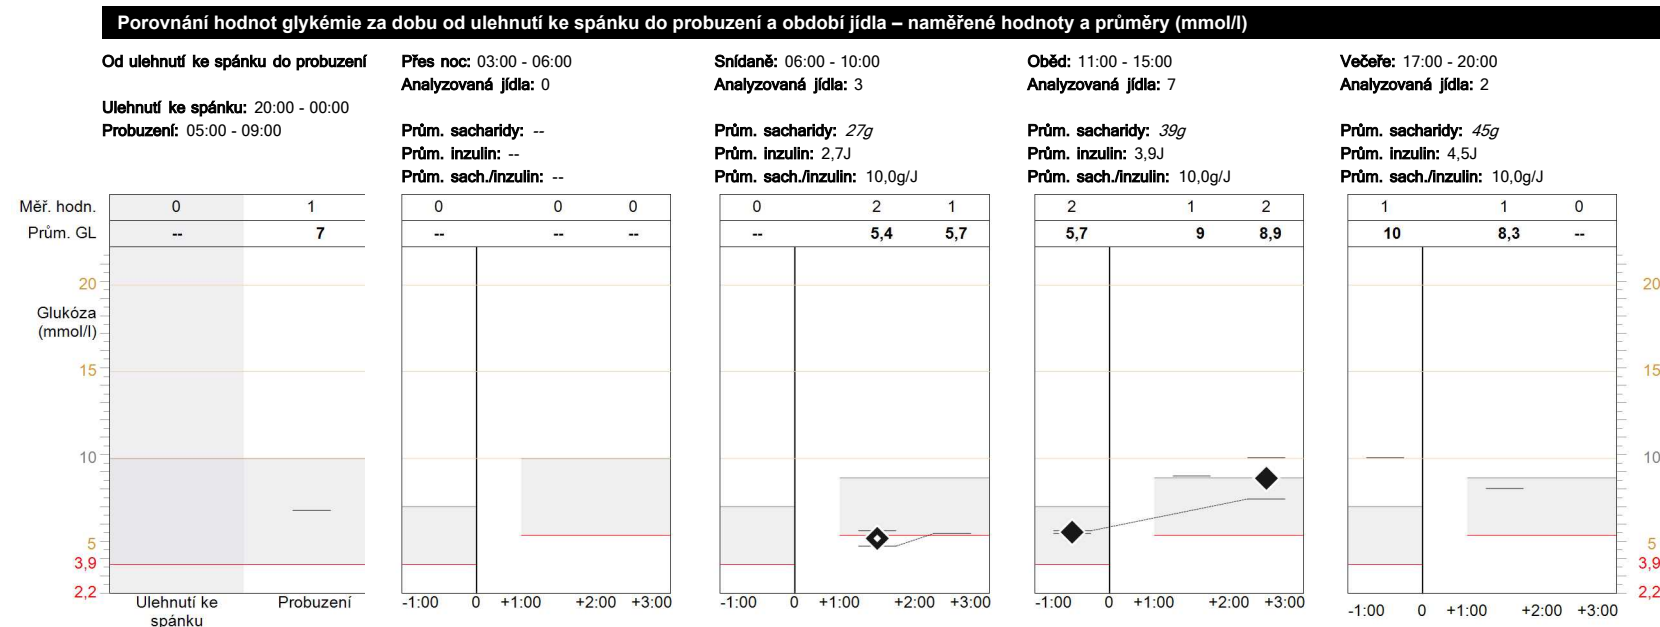 Porovnání hodnot glykémie za dobu od ulehnutí ke spánku do probuzení a období jídla – naměřené hodnoty a průměry (mmol/l)
Od ulehnutí ke spánku do probuzení
Ulehnutí ke spánku: 20:00 - 00:00
Probuzení: 05:00 - 09:00
Přes noc: 03:00 - 06:00
Analyzovaná jídla: 0
Prům. sacharidy: --
Prům. inzulin: --
Prům. sach./inzulin: --
Snídaně: 06:00 - 10:00
Analyzovaná jídla: 3
Prům. sacharidy: 27g
Prům. inzulin: 2,7J
Prům. sach./inzulin: 10,0g/J
Oběd: 11:00 - 15:00
Analyzovaná jídla: 7
Prům. sacharidy: 39g
Prům. inzulin: 3,9J
Prům. sach./inzulin: 10,0g/J
Večeře: 17:00 - 20:00
Analyzovaná jídla: 2
Prům. sacharidy: 45g
Prům. inzulin: 4,5J
Prům. sach./inzulin: 10,0g/J
Měř. hodn. 0 1 0 0 0 0 2 1 2 1 2 1 1 0
Prům. GL -- 7 -- -- -- -- 5,4 5,7 5,7 9 8,9 10 8,3 --
20 20
Glukóza
(mmol/l)
15 15
10 10
5 5
3,9 3,9
2,2 2,2
Ulehnutí ke
spánku
Probuzení
-1:00 0 +1:00 +2:00 +3:00
-1:00 0 +1:00 +2:00 +3:00
-1:00 0 +1:00 +2:00 +3:00
-1:00 0 +1:00 +2:00 +3:00